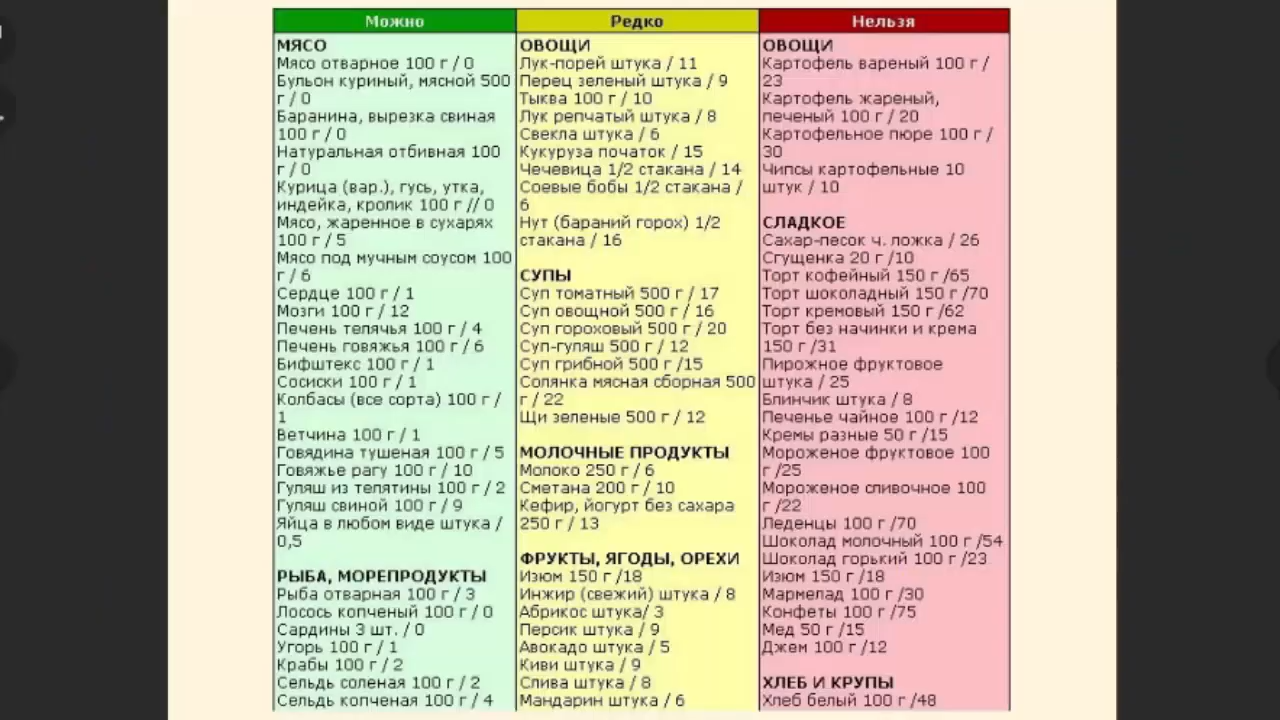 Можно
МЯСО
Мясо отварное 100 г / 0
Бульон куриный, мясной 500
г / 0
Баранина, вырезка свиная
100 г / 0
Натуральная отбивная 100
г / 0
Курица (вар.), гусь, утка,
индейка, кролик 100 г // 0
Мясо, жаренное в сухарях
100 г / 5
Мясо под мучным соусом 100
г / 6
Сердце 100 г / 1
Мозги 100 г / 12
Печень телячья 100 г / 4
Печень говяжья 100 г / 6
Бифштекс 100 г / 1
Сосиски 100 г / 1
Колбасы (все сорта) 100 г /
1
Ветчина 100 г / 1
Говядина тушеная 100 г / 5
Говяжье рагу 100 г / 10
Гуляш из телятины 100 г / 2
Гуляш свиной 100 г / 9
Яйца в любом виде штука /
0,5
РЫБА, МОРЕПРОДУКТЫ
Рыба отварная 100 г / 3
Лосось копченый 100 г / 0
Сардины 3 шт. / 0
Угорь 100 г / 1
Крабы 100 г / 2
Сельдь соленая 100 г / 2
Сельдь копченая 100 г / 4
Редко
ОВОЩИ
Лук-порей штука / 11
Перец зеленый штука / 9
Тыква 100 г / 10
Лук репчатый штука / 8
Свекла штука / 6
Кукуруза початок / 15
Чечевица 1/2 стакана / 14
Соевые бобы 1/2 стакана /
6
Нут (бараний горох) 1/2
стакана / 16
СУПЫ
Суп томатный 500 г / 17
Суп овощной 500 г / 16
Суп гороховый 500 г / 20
Суп-гуляш 500 г / 12
Суп грибной 500 г /15
Солянка мясная сборная 500
г / 22
Щи зеленые 500 г / 12
МОЛОЧНЫЕ ПРОДУКТЫ
Молоко 250 г / 6
Сметана 200 г / 10
Кефир, йогурт без сахара
250 г / 13
ФРУКТЫ, ЯГОДЫ, ОРЕХИ
Изюм 150 г /18
Инжир (свежий) штука / 8
Абрикос штука/ 3
Персик штука / 9
Авокадо штука / 5
Киви штука / 9
Слива штука / 8
Мандарин штука / 6
Нельзя
ОВОЩИ
Картофель вареный 100 г /
23
Картофель жареный,
печеный 100 г / 20
Картофельное пюре 100 г /
30
Чипсы картофельные 10
штук / 10
СЛАДКОЕ
Сахар-песок ч. ложка / 26
Сгущенка 20 г /10
Торт кофейный 150 г /65
Торт шоколадный 150 г /70
Торт кремовый 150 г /62
Торт без начинки и крема
150 г /31
Пирожное фруктовое
штука / 25
Блинчик штука / 8
Печенье чайное 100 г /12
Кремы разные 50 г /15
Мороженое фруктовое 100
г /25
Мороженое сливочное 100
г /22
Леденцы 100 г /70
Шоколад молочный 100 г /54
Шоколад горький 100 г /23
Изюм 150 г /18
Мармелад 100 г /30
Конфеты 100 г /75
Мед 50 г /15
Джем 100 г /12
ХЛЕБ И КРУПЫ
Хлеб белый 100 г /48